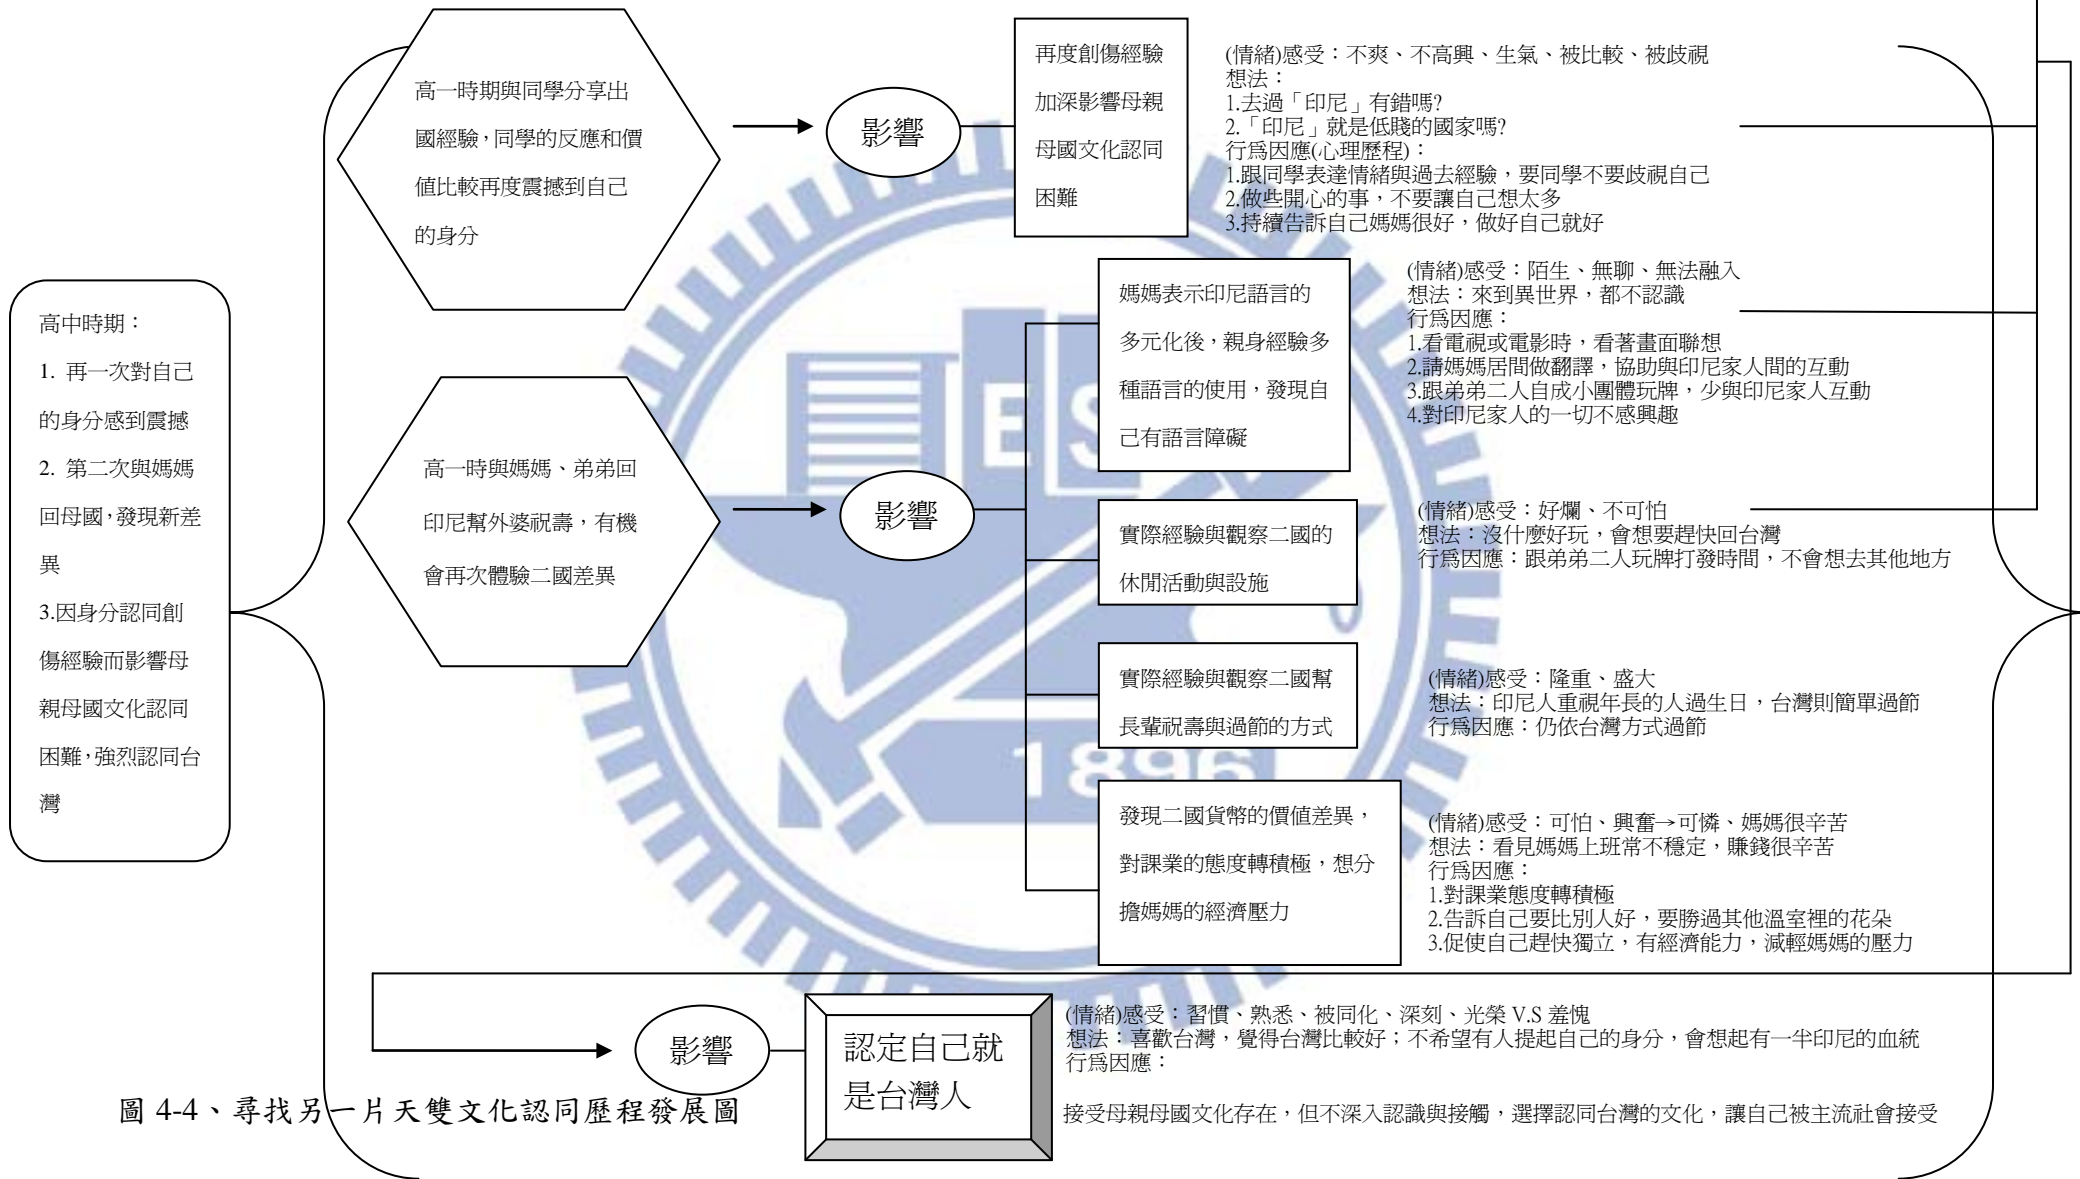 高中時期：
1. 再一次對自己
的身分感到震撼
2. 第二次與媽媽
回母國，發現新差
異
3.因身分認同創
傷經驗而影響母
親母國文化認同
困難，強烈認同台
灣
高一時期與同學分享出
國經驗，同學的反應和價
值比較再度震撼到自己
的身分
影響
再度創傷經驗
加深影響母親
母國文化認同
困難
(情緒)感受：不爽、不高興、生氣、被比較、被歧視
想法：
1.去過「印尼」有錯嗎?
2.「印尼」就是低賤的國家嗎?
行為因應(心理歷程)：
1.跟同學表達情緒與過去經驗，要同學不要歧視自己
2.做些開心的事，不要讓自己想太多
3.持續告訴自己媽媽很好，做好自己就好
高一時與媽媽、弟弟回
印尼幫外婆祝壽，有機
會再次體驗二國差異
影響
媽媽表示印尼語言的
多元化後，親身經驗多
種語言的使用，發現自
己有語言障礙
(情緒)感受：陌生、無聊、無法融入
想法：來到異世界，都不認識
行為因應：
1.看電視或電影時，看著畫面聯想
2.請媽媽居間做翻譯，協助與印尼家人間的互動
3.跟弟弟二人自成小團體玩牌，少與印尼家人互動
4.對印尼家人的一切不感興趣
實際經驗與觀察二國的
休閒活動與設施
(情緒)感受：好爛、不可怕
想法：沒什麼好玩，會想要趕快回台灣
行為因應：跟弟弟二人玩牌打發時間，不會想去其他地方
實際經驗與觀察二國幫
長輩祝壽與過節的方式
(情緒)感受：隆重、盛大
想法：印尼人重視年長的人過生日，台灣則簡單過節
行為因應：仍依台灣方式過節
發現二國貨幣的價值差異，
對課業的態度轉積極，想分
擔媽媽的經濟壓力
(情緒)感受：可怕、興奮→可憐、媽媽很辛苦
想法：看見媽媽上班常不穩定，賺錢很辛苦
行為因應：
1.對課業態度轉積極
2.告訴自己要比別人好，要勝過其他溫室裡的花朵
3.促使自己趕快獨立，有經濟能力，減輕媽媽的壓力
影響
認定自己就
是台灣人
(情緒)感受：習慣、熟悉、被同化、深刻、光榮 V.S 羞愧
想法：喜歡台灣，覺得台灣比較好；不希望有人提起自己的身分，會想起有一半印尼的血統
行為因應：
接受母親母國文化存在，但不深入認識與接觸，選擇認同台灣的文化，讓自己被主流社會接受
圖 4-4、尋找另一片天雙文化認同歷程發展圖
E S
1896